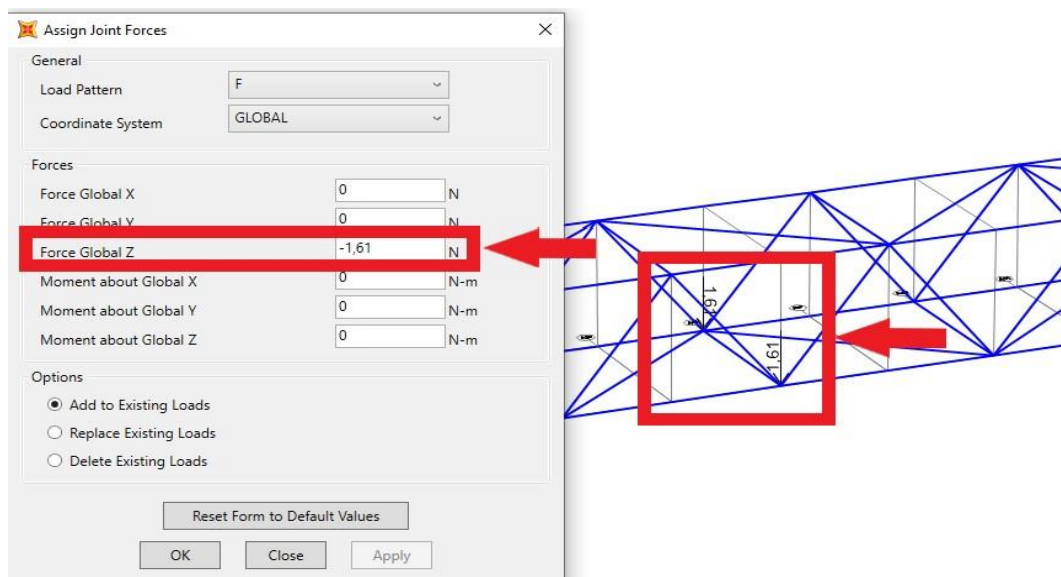 Assign Joint Forces
General
Load Pattern
F
Coordinate System
GLOBAL
Forces
Force Global X
0
N
Force Global Y
0
N
Force Global Z
-1,61
N
Moment about Global X
0
N-m
Moment about Global Y
0
N-m
Moment about Global Z
0
N-m
Options
Add to Existing Loads
Replace Existing Loads
Delete Existing Loads
Reset Form to Default Values
OK
Close
Apply
1,61
-1,61